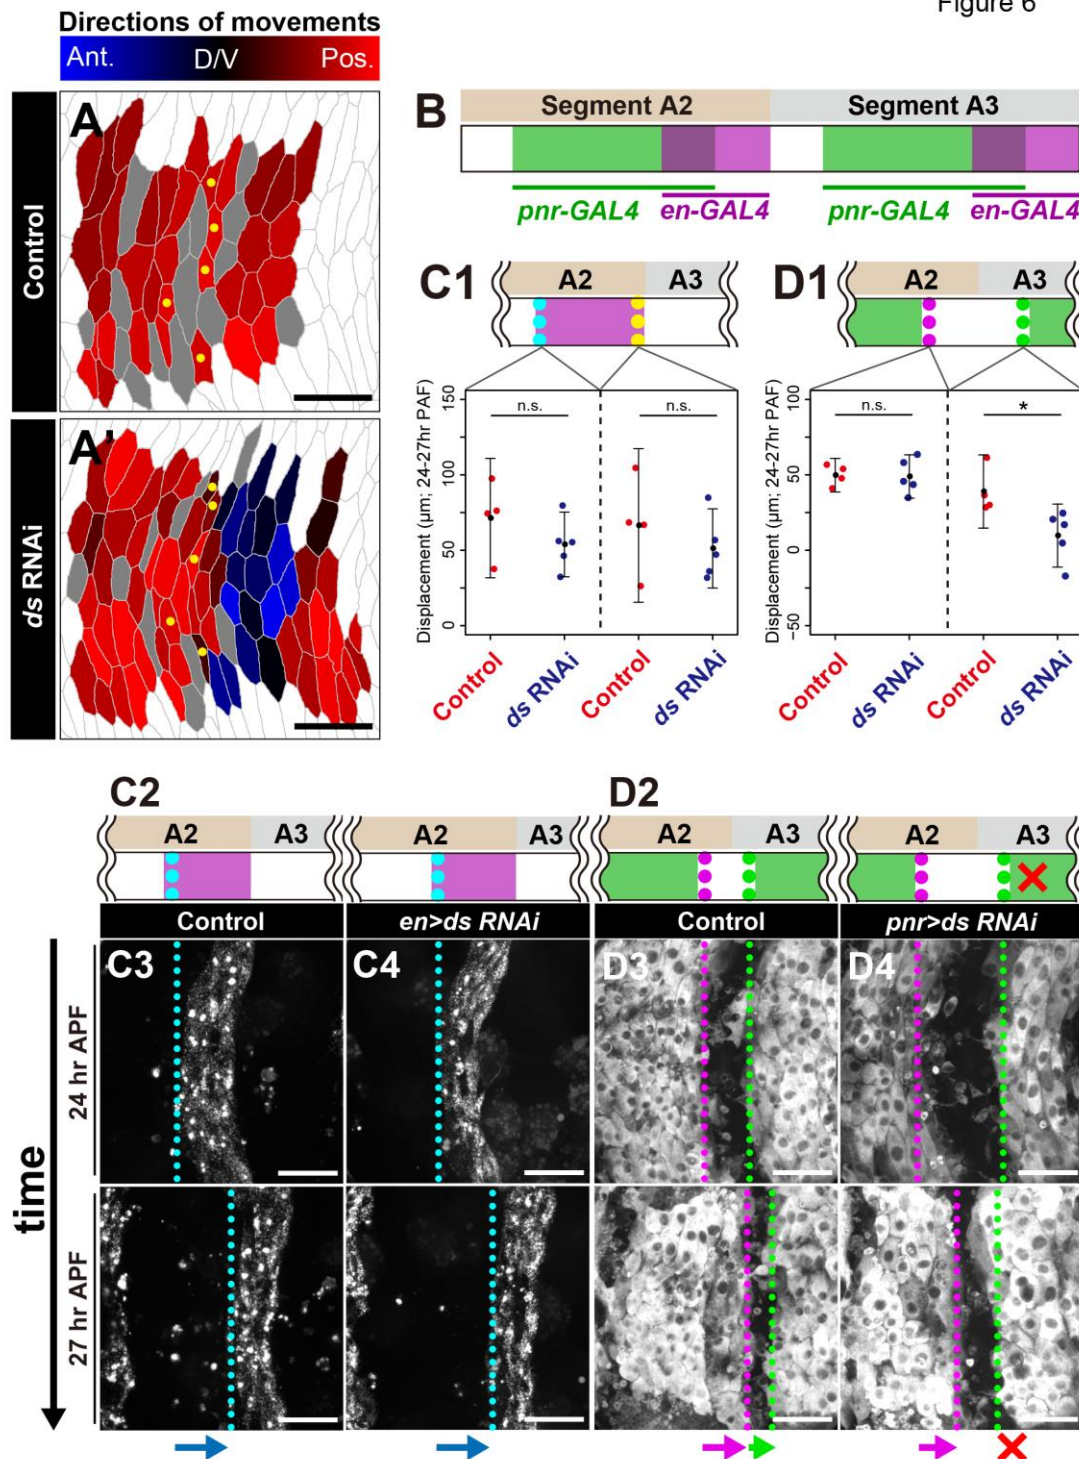 Figure 6
Directions of movements
Ant. D/V Pos.
A
Control
A'
ds RNAi
B
Segment A2 Segment A3
pnr-GAL4 en-GAL4 pnr-GAL4 en-GAL4
C1
A2 A3
Displacement (μm; 24-27hr PAF)
150
100
50
0
n.s. n.s.
Control ds RNAi Control ds RNAi
D1
A2 A3
Displacement (μm; 24-27hr PAF)
100
50
0
−50
n.s. *
Control ds RNAi Control ds RNAi
C2
A2 A3 A2 A3
D2
A2 A3 A2 A3
Control en>ds RNAi Control pnr>ds RNAi
C3 C4 D3 D4
time
24 hr APF
27 hr APF